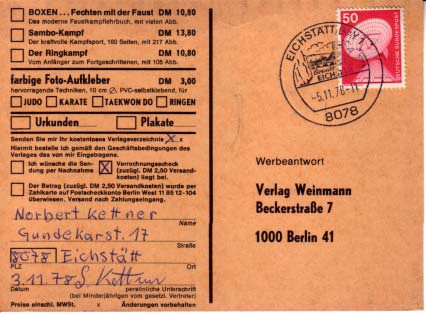 BOXEN...Fechten mit der Faust DM 10,80
Das moderne Faustkampflehrbuch, mit vielen Abb.
Sambo-Kampf DM 13,80
Der kraftvolle Kampfsport, 160 Seiten, mit 217 Abb.
Der Ringkampf DM 10,80
Vom Anfänger zum Fortgeschrittenen, mit 105 Abb.
farbige Foto-Aufkleber DM 3,00
hervorragende Techniken, 10 cm Ø, PVC-selbstklebend, für
JUDO KARATE TAEKWON DO RINGEN
Urkunden Plakate
Senden Sie mir Ihr kostenloses Verlagsverzeichnis x
Hiermit bestelle ich gemäß den Geschäftsbedingungen des
Verlages das von mir Eingetragene.
Ich wünsche die Sendung per Nachnahme
X Verrechnungsscheck (zuzügl. DM 2,50 Versandkosten) liegt bei.
Der Betrag (zuzügl. DM 2,50 Versandkosten) wurde per
Zahlkarte auf Postscheckkonto Berlin West 11 85 12-104
überwiesen. Versand nach Zahlungseingang.
Norbert Kettner
Name
Gundekarst. 17
Straße
8078 Eichstätt
PLZ Ort
3.11.78 Kettner
Datum persönliche Unterschrift
(bei Minderjährigen vom gesetzl. Vertreter)
Preise einschl. MWSt. x Änderungen vorbehalten
EICHSTÄTT, BAY 1
EICHST
-5.11.78-11
8078
50
DEUTSCHE BUNDESPOST
Werbeantwort
Verlag Weinmann
Beckerstraße 7
1000 Berlin 41